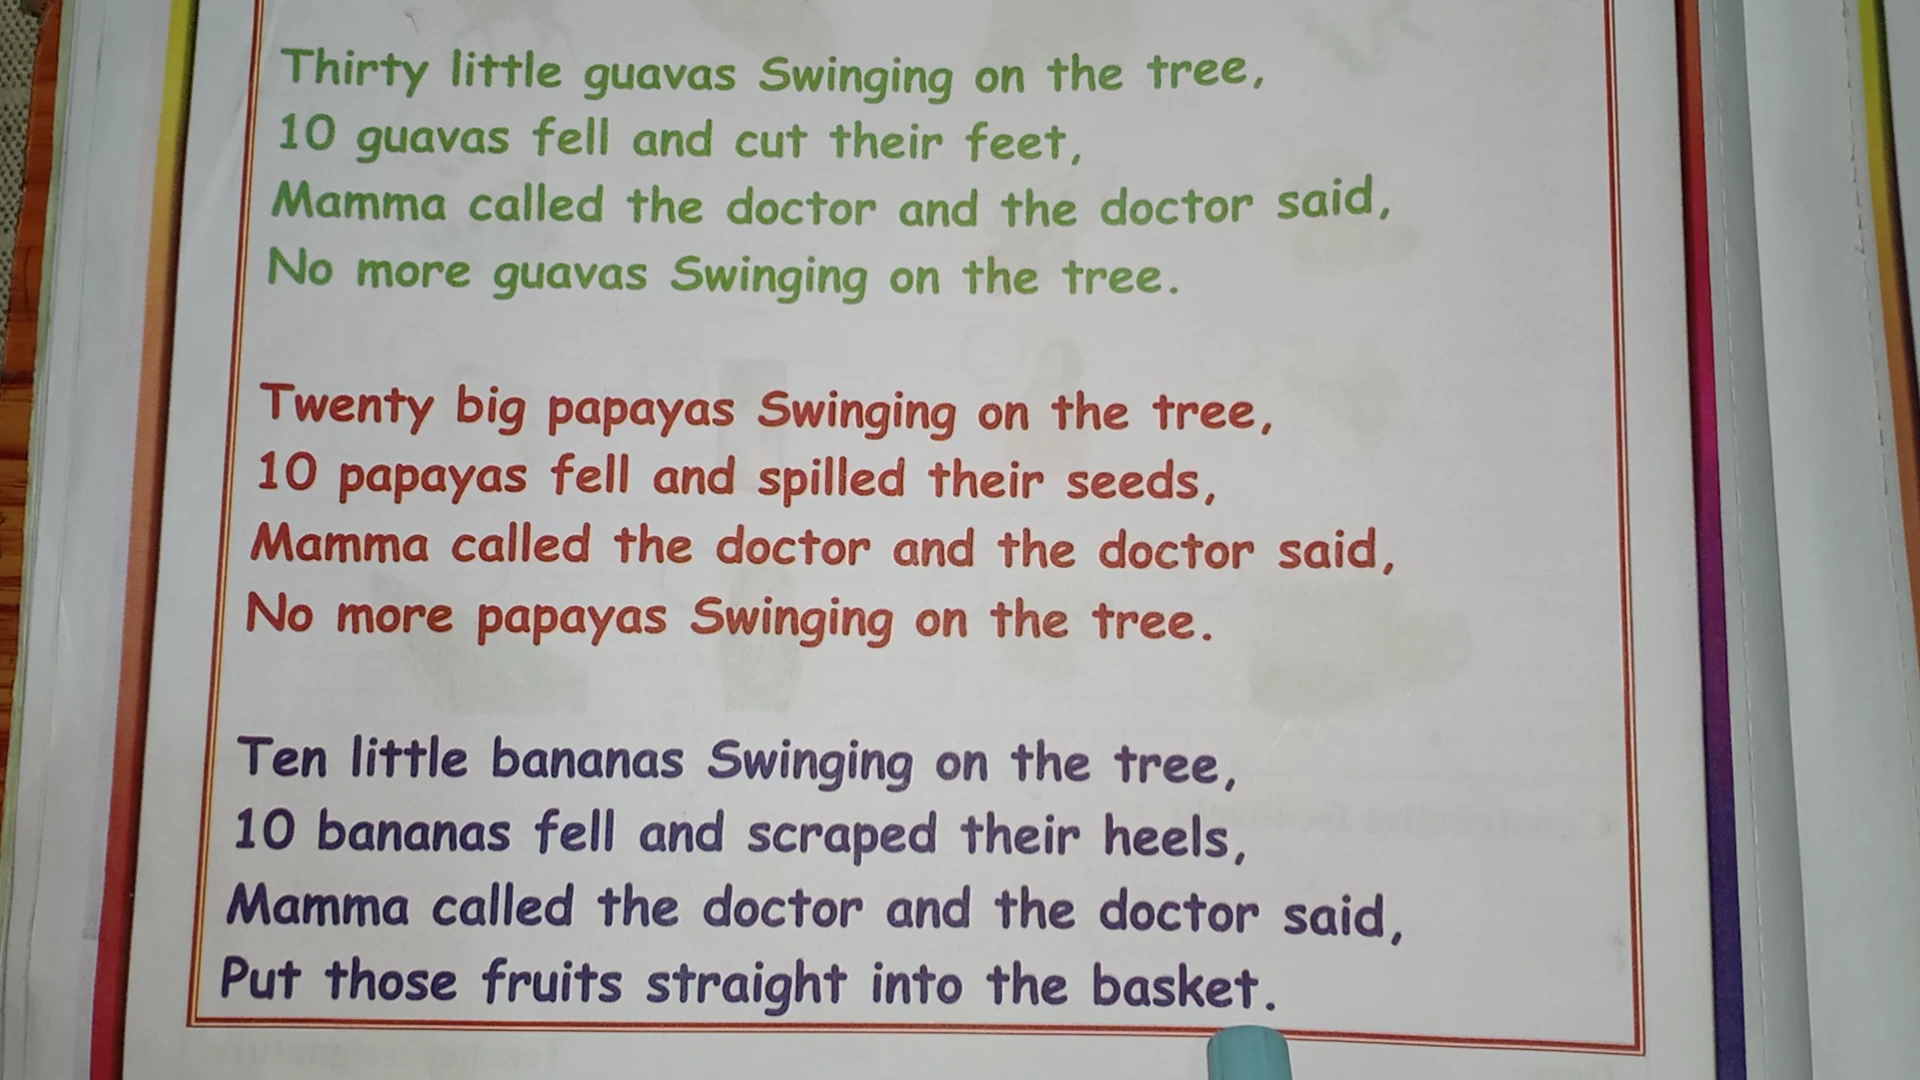 Thirty little guavas Swinging on the tree,
10 guavas fell and cut their feet,
Mamma called the doctor and the doctor said,
No more guavas Swinging on the tree.
Twenty big papayas Swinging on the tree,
10 papayas fell and spilled their seeds,
Mamma called the doctor and the doctor said,
No more papayas Swinging on the tree.
Ten little bananas Swinging on the tree,
10 bananas fell and scraped their heels,
Mamma called the doctor and the doctor said,
Put those fruits straight into the basket.